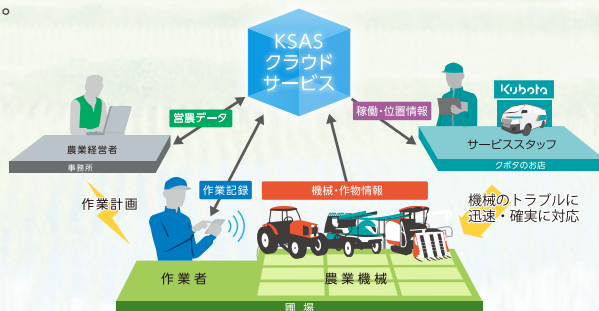 。
KSAS
クラウド
サービス
営農データ
稼働・位置情報
Kubota
農業経営者
事務所
サービススタッフ
クボタのお店
作業計画
作業記録
機械・作物情報
機械のトラブルに
迅速・確実に対応
作業者
農業機械
圃場